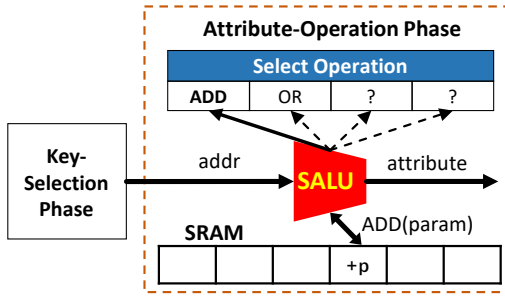 Attribute-Operation Phase
Select Operation
ADD OR ? ?
Key-
Selection
Phase
addr
SALU
attribute
ADD(param)
SRAM
+p